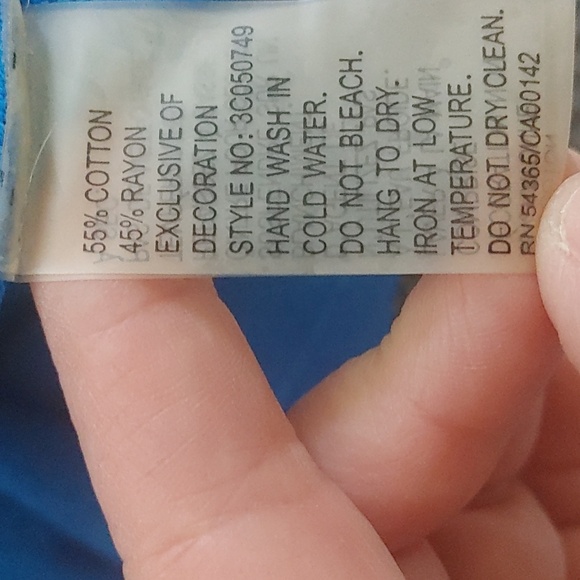 55% COTTON
45% RAYON
EXCLUSIVE OF
DECORATION
STYLE NO: 3C050749
HAND WASH IN
COLD WATER.
DO NOT BLEACH.
HANG TO DRY.
IRON AT LOW
TEMPERATURE.
DO NOT DRY CLEAN.
RN 54365/CA00142